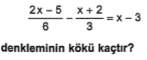 2x - 5 / 6 - x + 2 / 3 = x - 3
denkleminin kökü kaçtır?